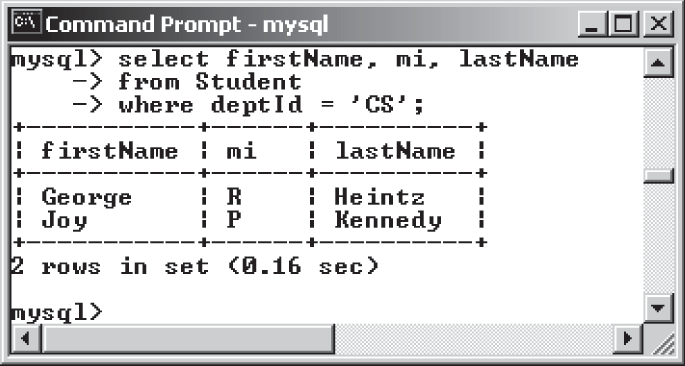 Command Prompt - mysql
mysql> select firstName, mi, lastName
    -> from Student
    -> where deptId = 'CS';
+-----------+------+----------+
| firstName | mi   | lastName |
+-----------+------+----------+
| George    | R    | Heintz   |
| Joy       | P    | Kennedy  |
+-----------+------+----------+
2 rows in set (0.16 sec)
mysql>